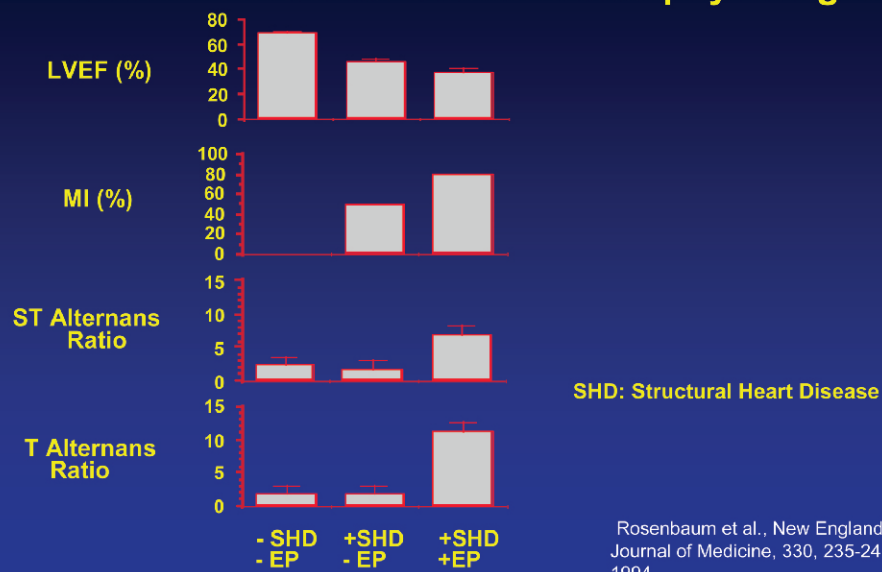 LVEF (%)
80
60
40
20
0
MI (%)
100
80
60
40
20
0
ST Alternans
Ratio
15
10
5
0
T Alternans
Ratio
15
10
5
0
- SHD
- EP
+SHD
- EP
+SHD
+EP
SHD: Structural Heart Disease
Rosenbaum et al., New England
Journal of Medicine, 330, 235-24
1994